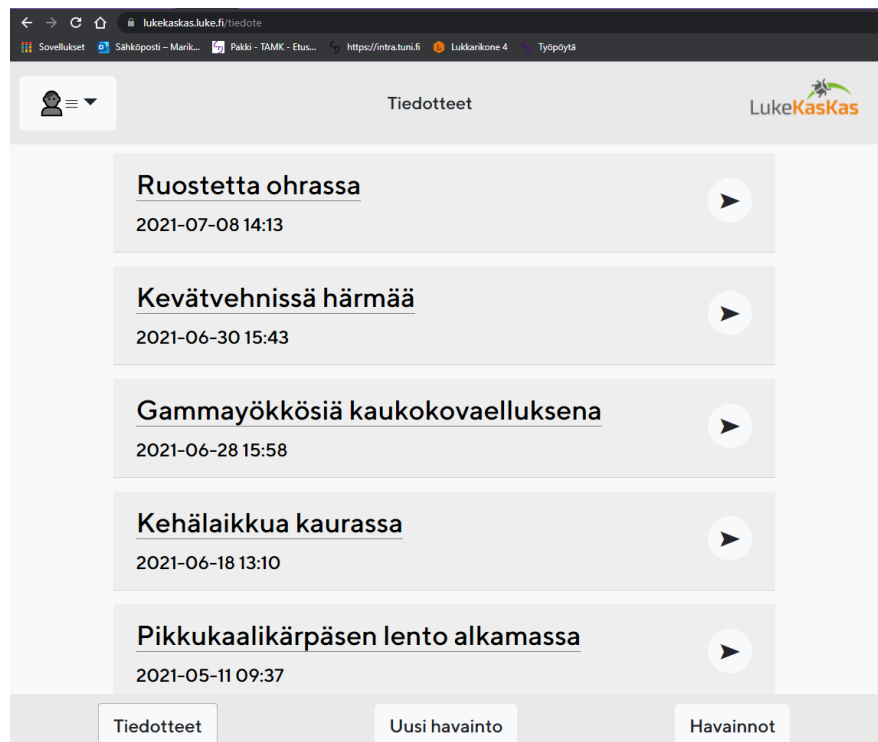 lukekaskas.luke.fi/tiedote
Sovellukset Sähköposti – Marik... Pakki - TAMK - Etus... https://intra.tuni.fi Lukkarikone 4 Työpöytä
Tiedotteet LukeKasKas
Ruostetta ohrassa
2021-07-08 14:13
Kevätvehnissä härmää
2021-06-30 15:43
Gammayökkösiä kaukokovaelluksena
2021-06-28 15:58
Kehälaikkua kaurassa
2021-06-18 13:10
Pikkukaalikärpäsen lento alkamassa
2021-05-11 09:37
Tiedotteet Uusi havainto Havainnot